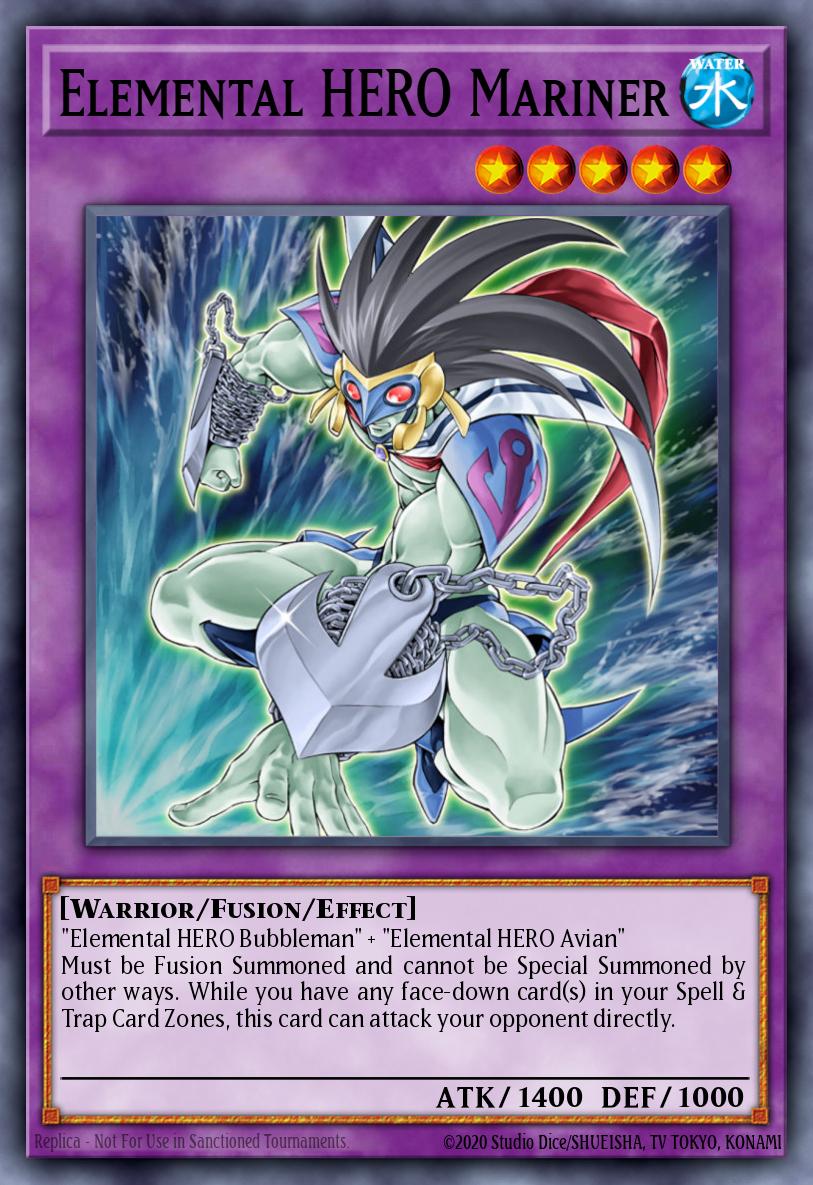 Elemental HERO Mariner
WATER
水
[Warrior/Fusion/Effect]
"Elemental HERO Bubbleman" + "Elemental HERO Avian"
Must be Fusion Summoned and cannot be Special Summoned by
other ways. While you have any face-down card(s) in your Spell &
Trap Card Zones, this card can attack your opponent directly.
ATK/1400 DEF/1000
Replica - Not For Use in Sanctioned Tournaments.
©2020 Studio Dice/SHUEISHA, TV TOKYO, KONAMI